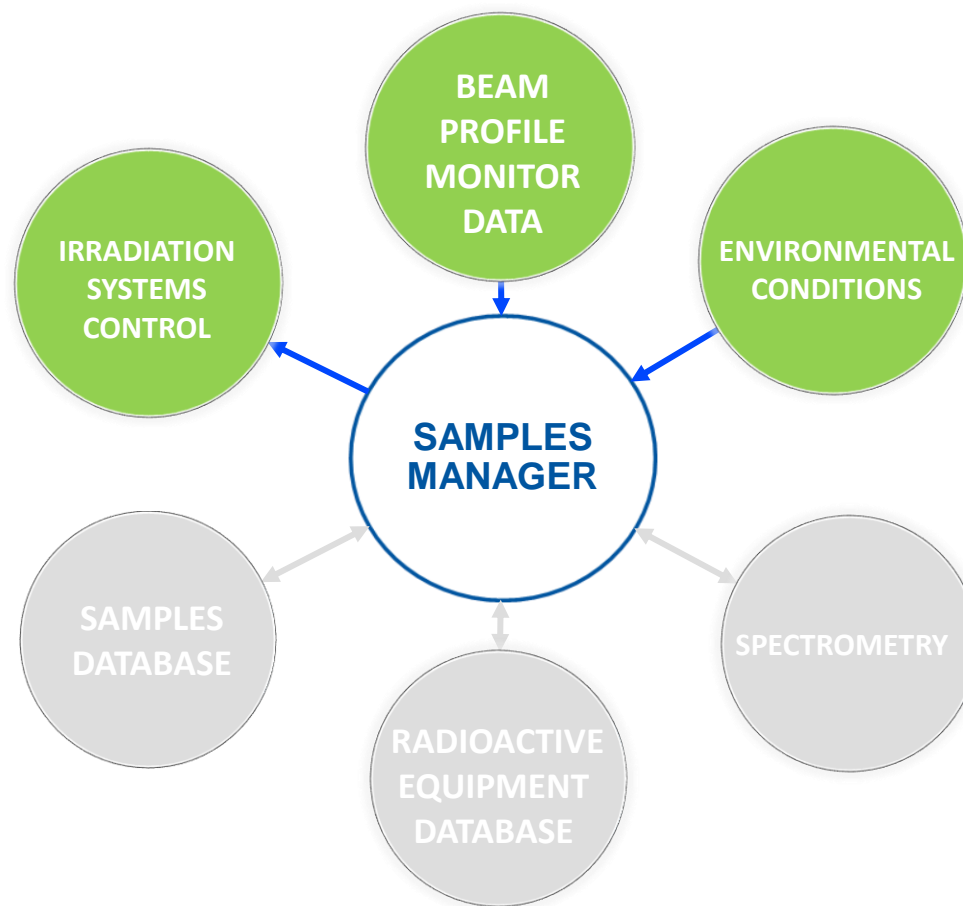 BEAM
PROFILE
MONITOR
DATA
IRRADIATION
SYSTEMS
CONTROL
ENVIRONMENTAL
CONDITIONS
SAMPLES
MANAGER
SAMPLES
DATABASE
SPECTROMETRY
RADIOACTIVE
EQUIPMENT
DATABASE